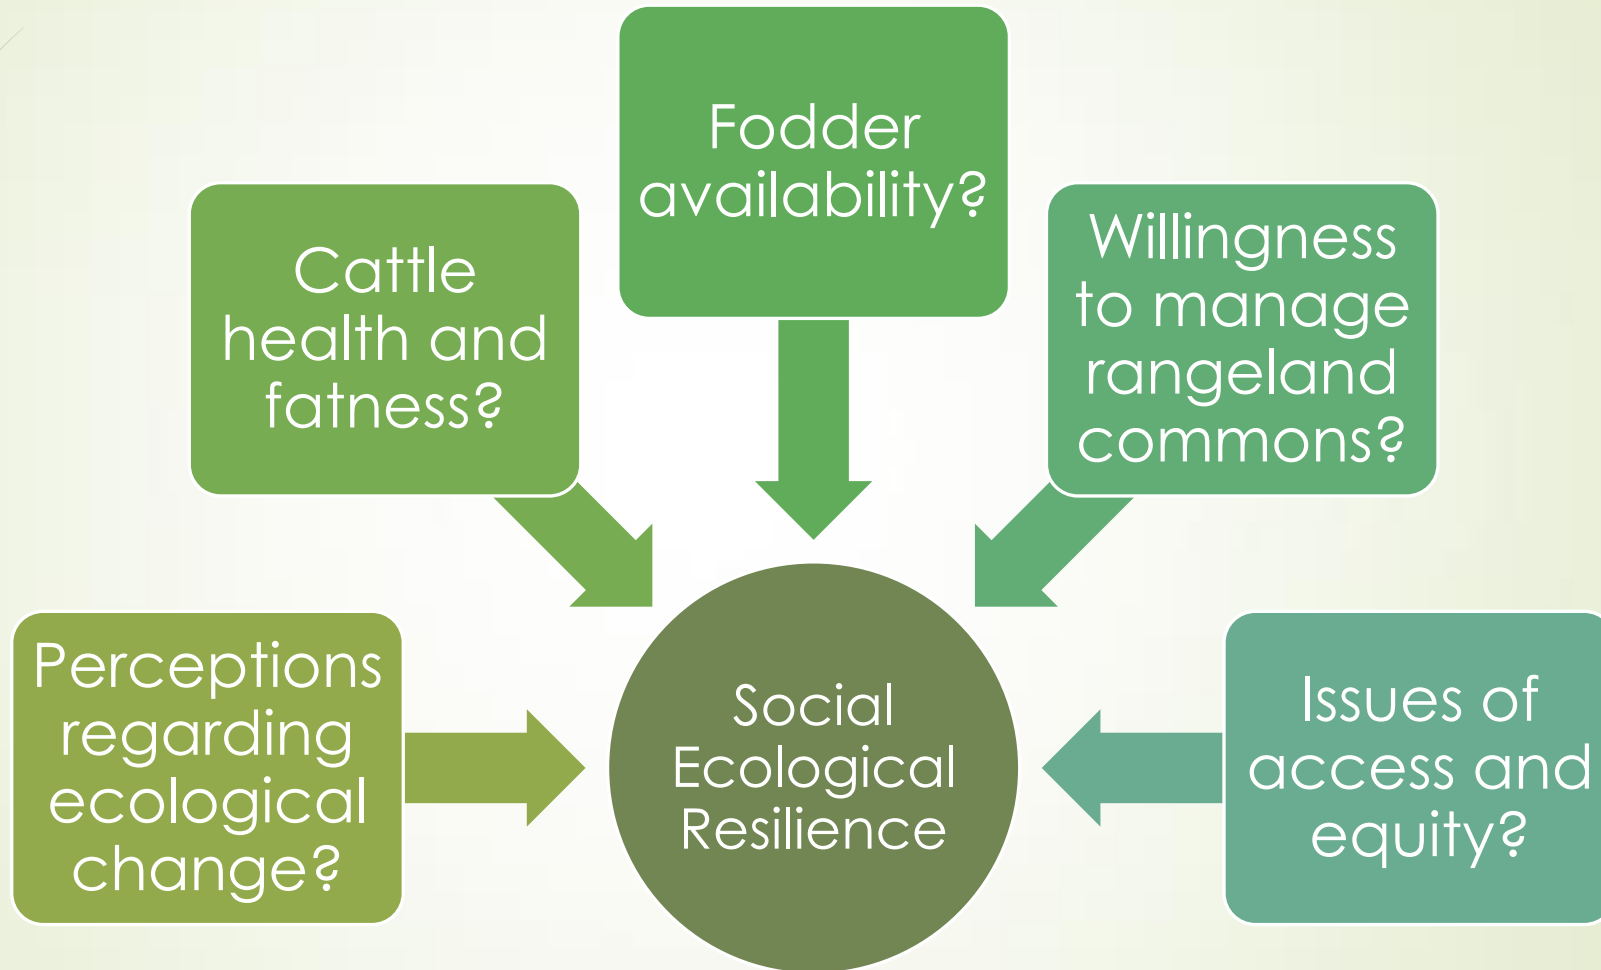 Fodder
availability?
Cattle
health and
fatness?
Willingness
to manage
rangeland
commons?
Perceptions
regarding
ecological
change?
Social
Ecological
Resilience
Issues of
access and
equity?